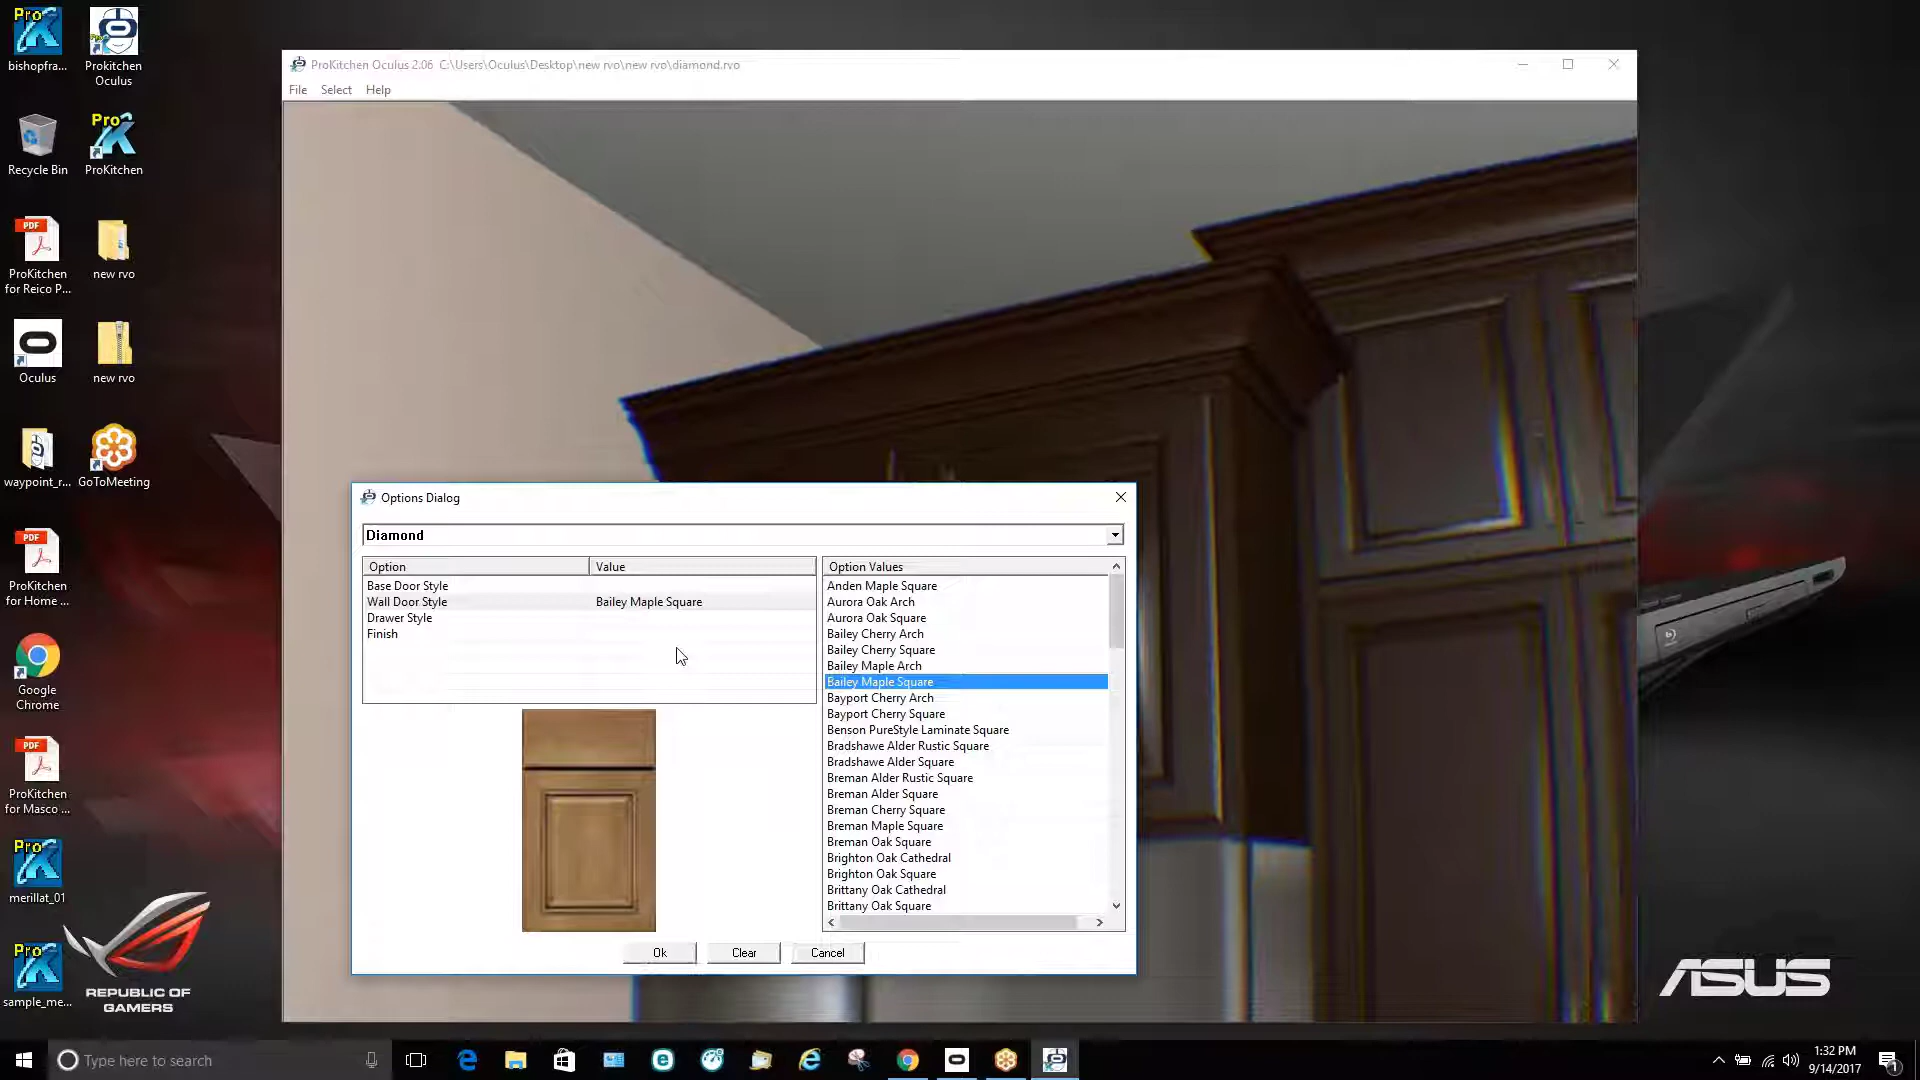 bishopfra...
Prokitchen
Oculus
Recycle Bin
ProKitchen
ProKitchen
for Reico P...
new rvo
Oculus
new rvo
waypoint_r...
GoToMeeting
ProKitchen
for Home ...
Google
Chrome
ProKitchen
for Masco ...
merillat_01
sample_me...
Pro
Pro
PDF
PDF
PDF
Pro
Pro
REPUBLIC OF
GAMERS
ASUS
ProKitchen Oculus 2.06 C:\Users\Oculus\Desktop\new rvo\new rvo\diamond.rvo
File Select Help
Options Dialog
Diamond
Option Value
Base Door Style
Wall Door Style Bailey Maple Square
Drawer Style
Finish
Option Values
Anden Maple Square
Aurora Oak Arch
Aurora Oak Square
Bailey Cherry Arch
Bailey Cherry Square
Bailey Maple Arch
Bailey Maple Square
Bayport Cherry Arch
Bayport Cherry Square
Benson PureStyle Laminate Square
Bradshawe Alder Rustic Square
Bradshawe Alder Square
Breman Alder Rustic Square
Breman Alder Square
Breman Cherry Square
Breman Maple Square
Breman Oak Square
Brighton Oak Cathedral
Brighton Oak Square
Brittany Oak Cathedral
Brittany Oak Square
Ok Clear Cancel
Type here to search
1:32 PM
9/14/2017
1